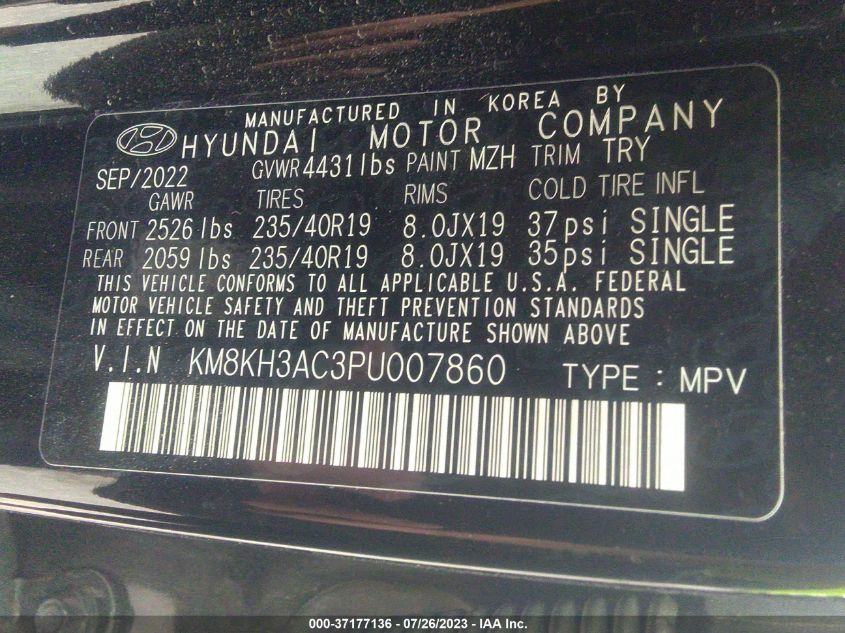 MANUFACTURED IN KOREA BY
HYUNDAI MOTOR COMPANY
SEP/2022 GVWR 4431lbs PAINT MZH TRIM TRY
GAWR TIRES RIMS COLD TIRE INFL
FRONT 2526 lbs 235/40R19 8.0JX19 37psi SINGLE
REAR 2059 lbs 235/40R19 8.0JX19 35psi SINGLE
THIS VEHICLE CONFORMS TO ALL APPLICABLE U.S.A. FEDERAL
MOTOR VEHICLE SAFETY AND THEFT PREVENTION STANDARDS
IN EFFECT ON THE DATE OF MANUFACTURE SHOWN ABOVE
V.I.N KM8KH3AC3PU007860 TYPE : MPV
000-37177136 - 07/26/2023 - IAA Inc.